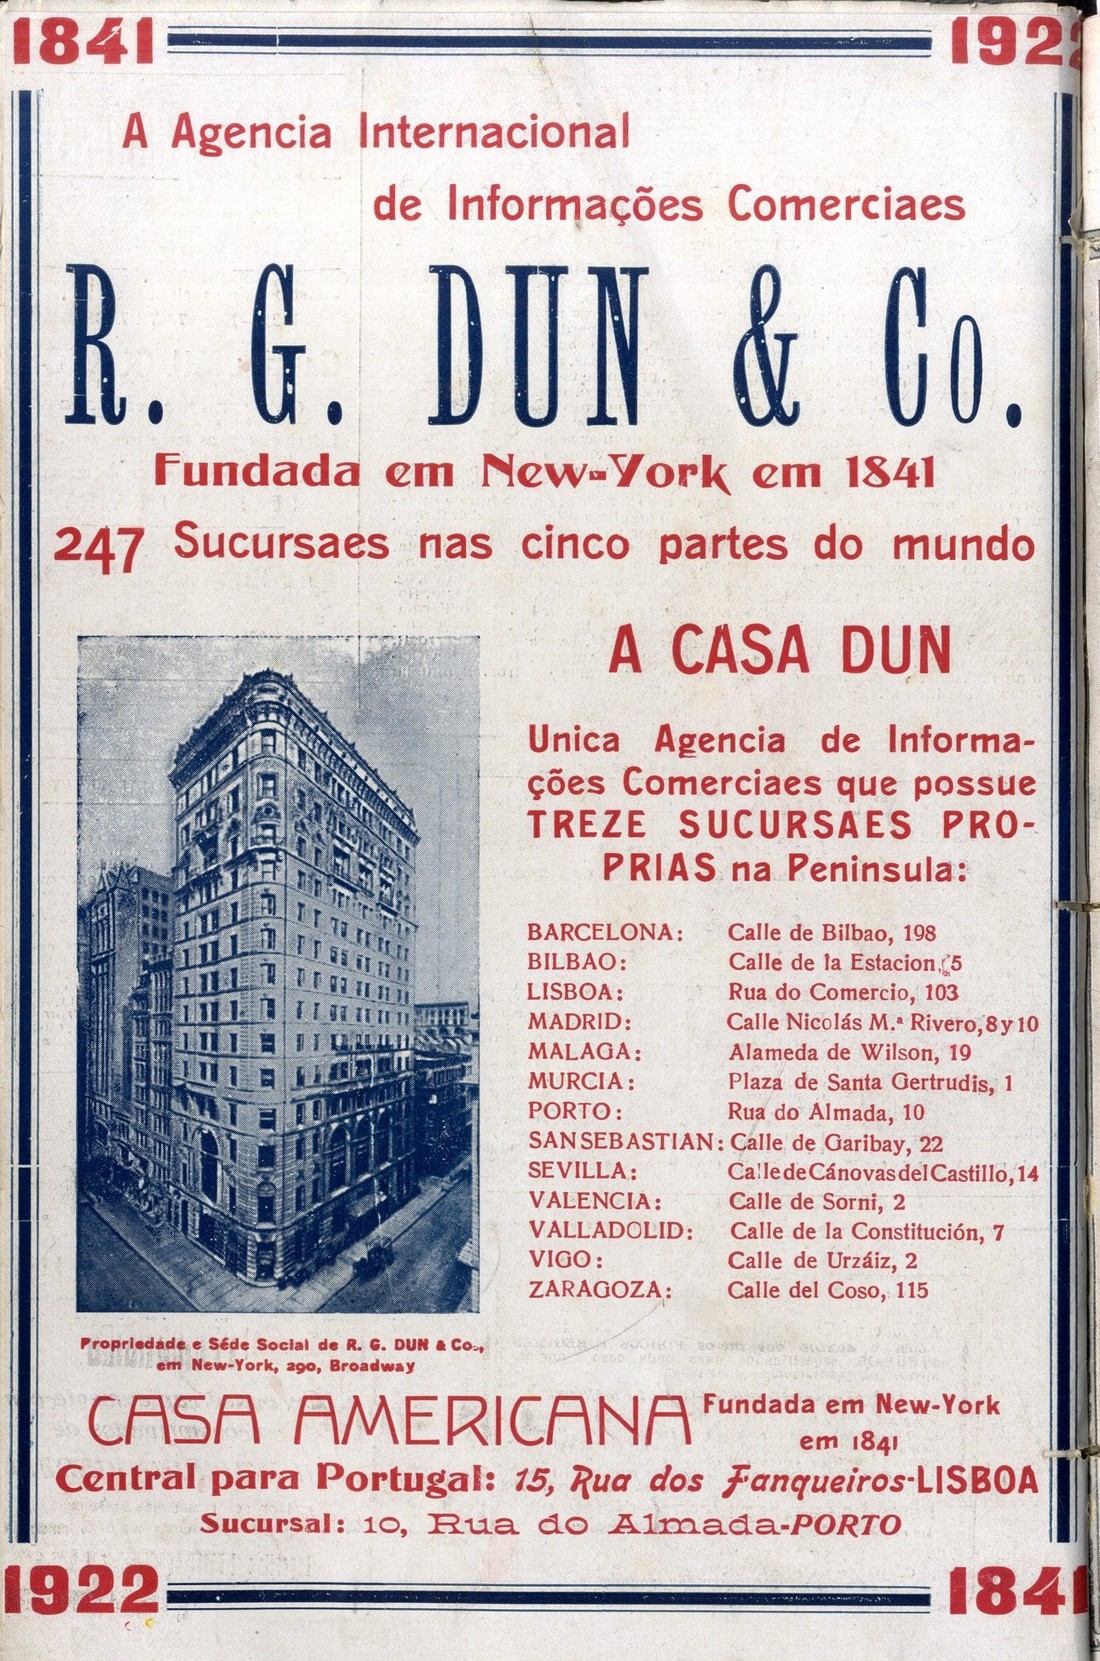 1841 1922
A Agencia Internacional
de Informações Comerciaes
R. G. DUN & Co.
Fundada em New-York em 1841
247 Sucursaes nas cinco partes do mundo
A CASA DUN
Unica Agencia de Informa-
ções Comerciaes que possue
TREZE SUCURSAES PRO-
PRIAS na Peninsula:
BARCELONA: Calle de Bilbao, 198
BILBAO: Calle de la Estacion, 5
LISBOA: Rua do Comercio, 103
MADRID: Calle Nicolás M.ª Rivero, 8 y 10
MALAGA: Alameda de Wilson, 19
MURCIA: Plaza de Santa Gertrudis, 1
PORTO: Rua do Almada, 10
SAN SEBASTIAN: Calle de Garibay, 22
SEVILLA: Calle de Cánovas del Castillo, 14
VALENCIA: Calle de Sorni, 2
VALLADOLID: Calle de la Constitución, 7
VIGO: Calle de Urzáiz, 2
ZARAGOZA: Calle del Coso, 115
Propriedade e Séde Social de R. G. DUN & Co.,
em New-York, 290, Broadway
CASA AMERICANA Fundada em New-York
em 1841
Central para Portugal: 15, Rua dos Fanqueiros-LISBOA
Sucursal: 10, Rua do Almada-PORTO
1922 1841